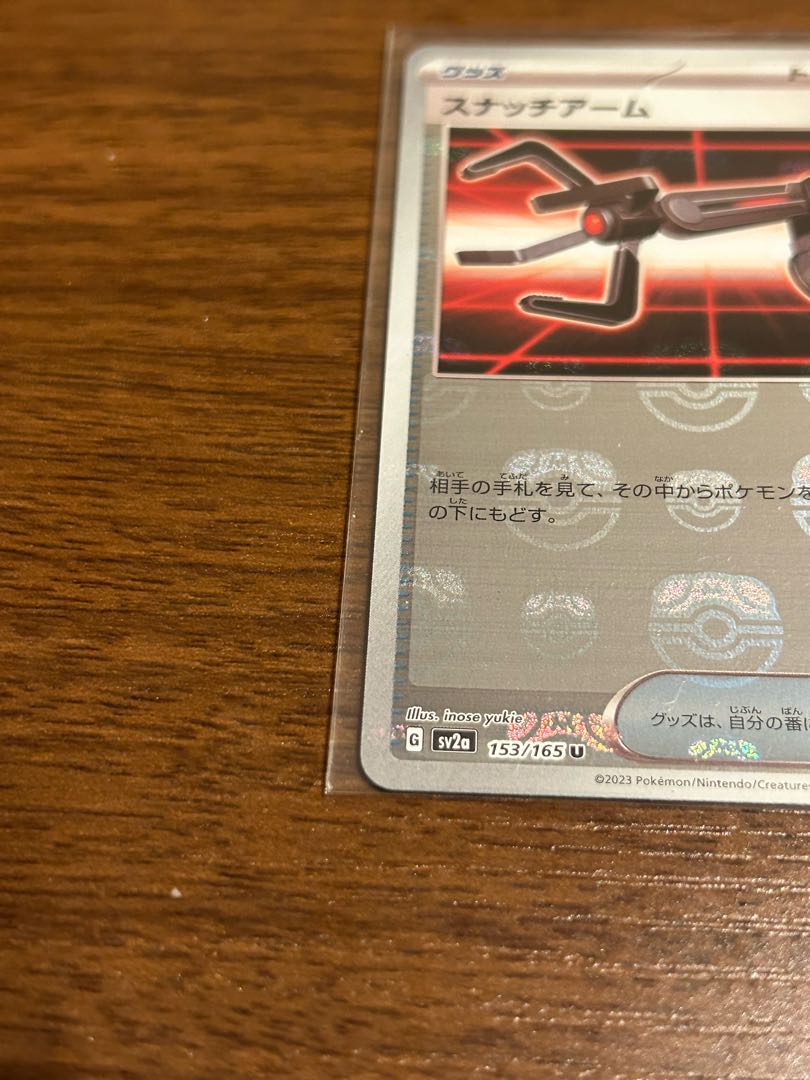 グッズ
ト
スナッチアーム
相手の手札を見て、その中からポケモンを
の下にもどす。
Illus. inose yukie
グッズは、自分の番に
G sv2a 153/165 U
©2023 Pokémon/Nintendo/Creatures